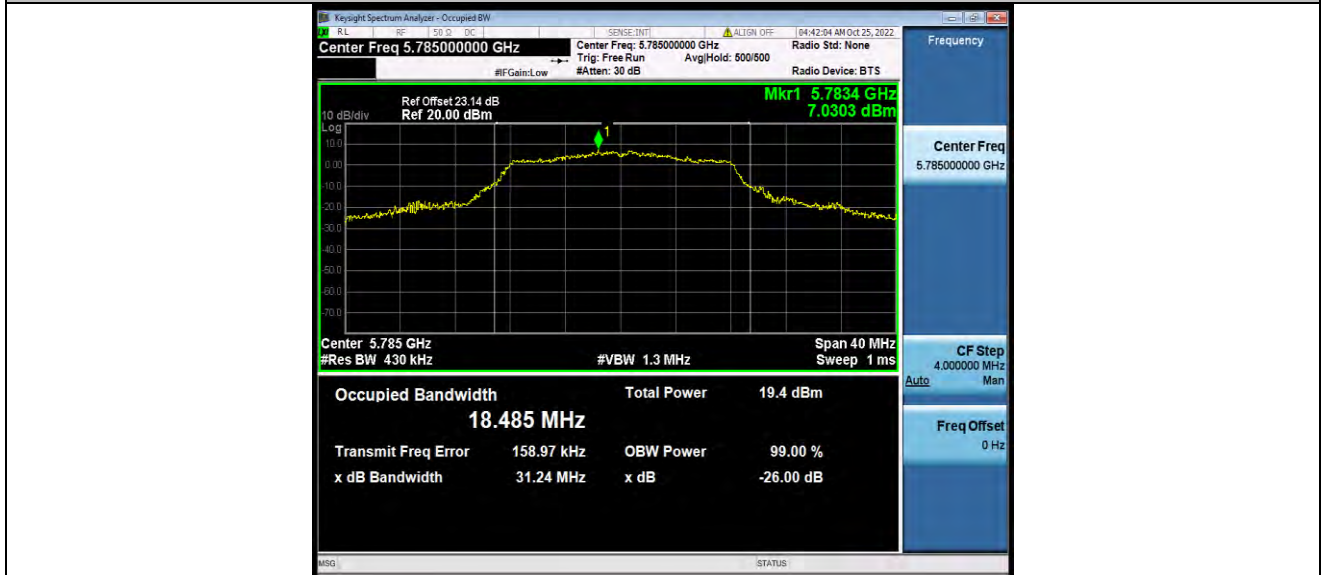 Keysight Spectrum Analyzer - Occupied BW
RL RF 50 Ω DC SENSE:INT ALIGN OFF 04:42:04 AM Oct 25, 2022
Center Freq 5.785000000 GHz
Center Freq: 5.785000000 GHz
Radio Std: None
Trig: Free Run Avg|Hold: 500/500
#IFGain:Low #Atten: 30 dB Radio Device: BTS
Frequency
Mkr1 5.7834 GHz
7.0303 dBm
Ref Offset 23.14 dB
10 dB/div Ref 20.00 dBm
Log
10.0
0.00
-10.0
-20.0
-30.0
-40.0
-50.0
-60.0
-70.0
1
Center 5.785 GHz Span 40 MHz
#Res BW 430 kHz #VBW 1.3 MHz Sweep 1 ms
Occupied Bandwidth
18.485 MHz
Total Power 19.4 dBm
Transmit Freq Error 158.97 kHz OBW Power 99.00 %
x dB Bandwidth 31.24 MHz x dB -26.00 dB
Center Freq
5.785000000 GHz
CF Step
4.000000 MHz
Auto Man
Freq Offset
0 Hz
MSG STATUS